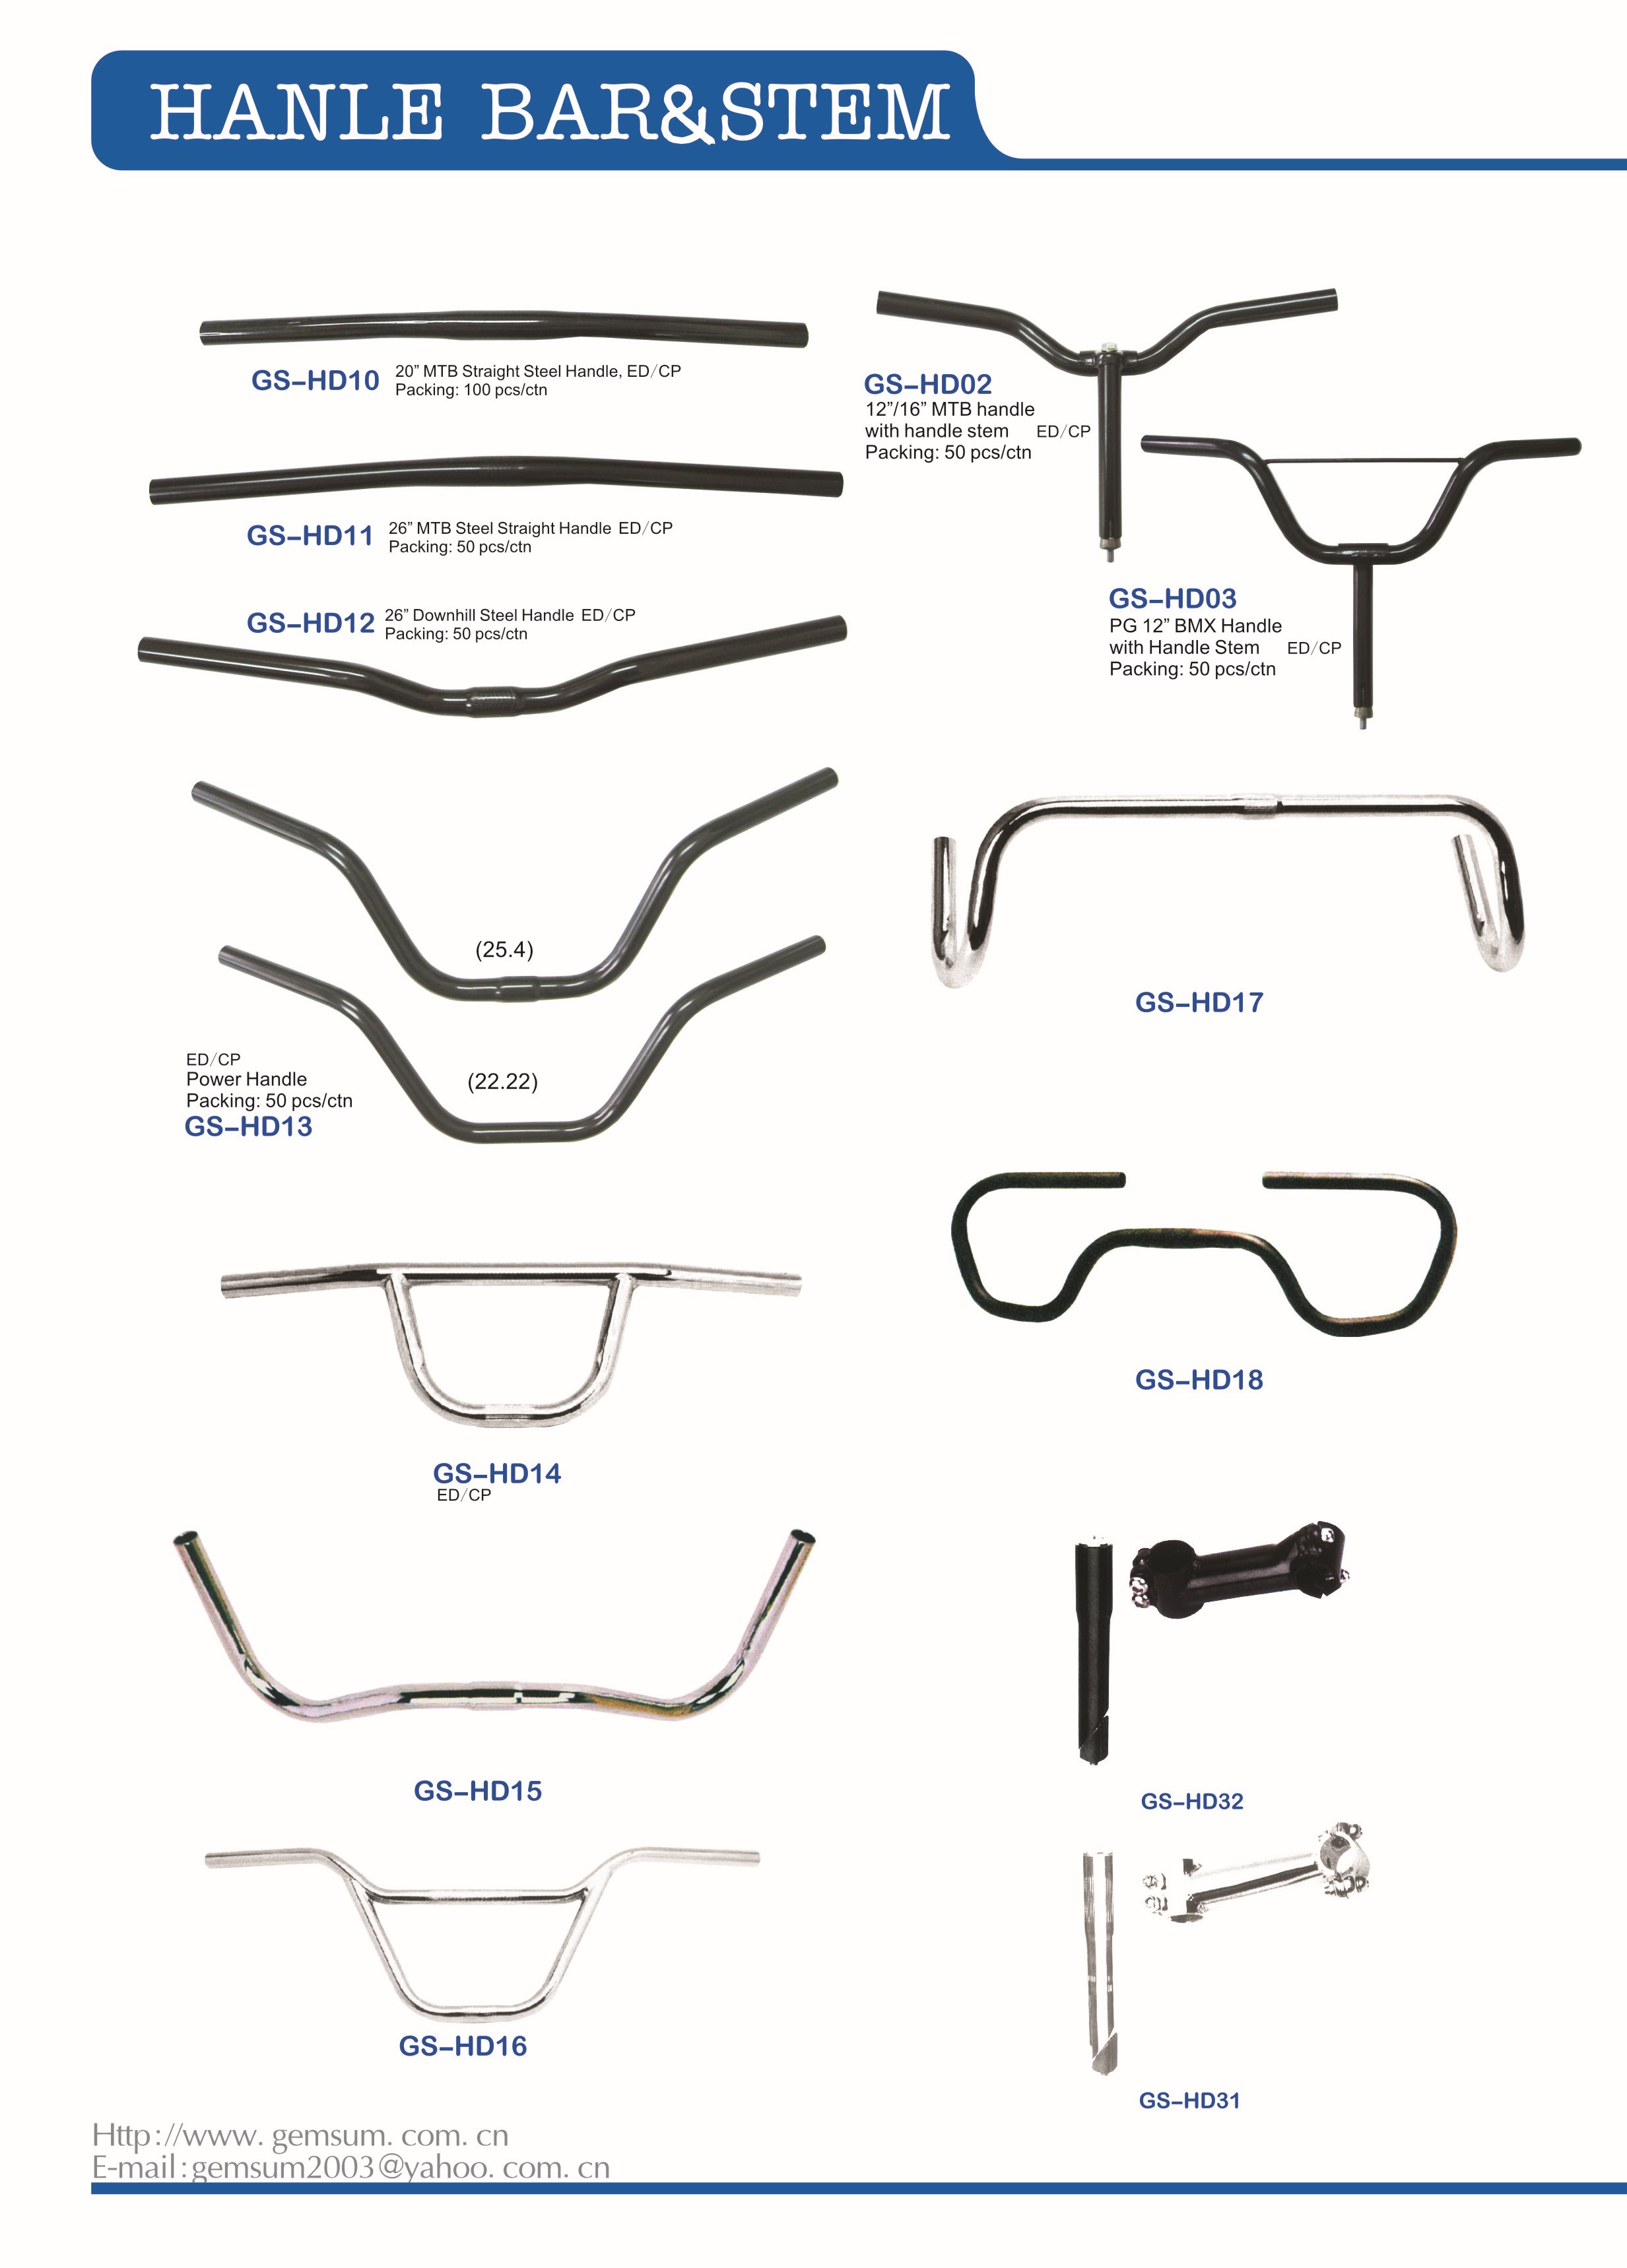 HANLE BAR&STEM
GS-HD10
20” MTB Straight Steel Handle, ED/CP
Packing: 100 pcs/ctn
GS-HD11
26” MTB Steel Straight Handle ED/CP
Packing: 50 pcs/ctn
GS-HD12
26” Downhill Steel Handle ED/CP
Packing: 50 pcs/ctn
(25.4)
(22.22)
ED/CP
Power Handle
Packing: 50 pcs/ctn
GS-HD13
GS-HD14
ED/CP
GS-HD15
GS-HD16
GS-HD02
12”/16” MTB handle
with handle stem ED/CP
Packing: 50 pcs/ctn
GS-HD03
PG 12” BMX Handle
with Handle Stem ED/CP
Packing: 50 pcs/ctn
GS-HD17
GS-HD18
GS-HD32
GS-HD31
Http://www. gemsum. com. cn
E-mail:gemsum2003@yahoo. com. cn